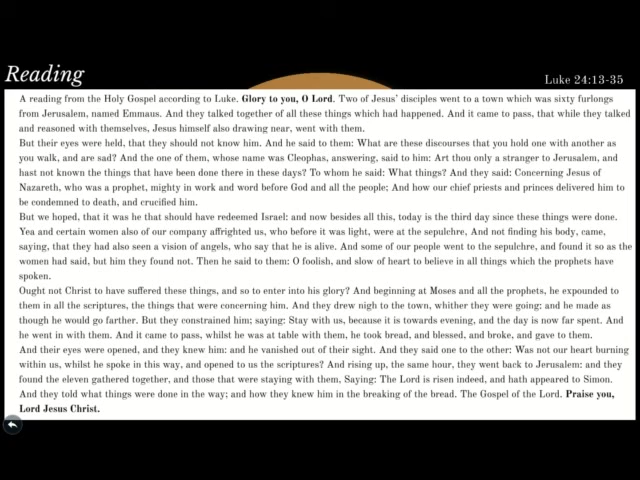 Reading
Luke 24:13-35
A reading from the Holy Gospel according to Luke. Glory to you, O Lord. Two of Jesus' disciples went to a town which was sixty furlongs
from Jerusalem, named Emmaus. And they talked together of all these things which had happened. And it came to pass, that while they talked
and reasoned with themselves, Jesus himself also drawing near, went with them.
But their eyes were held, that they should not know him. And he said to them: What are these discourses that you hold one with another as
you walk, and are sad? And the one of them, whose name was Cleophas, answering, said to him: Art thou only a stranger to Jerusalem, and
hast not known the things that have been done there in these days? To whom he said: What things? And they said: Concerning Jesus of
Nazareth, who was a prophet, mighty in work and word before God and all the people; And how our chief priests and princes delivered him to
be condemned to death, and crucified him.
But we hoped, that it was he that should have redeemed Israel: and now besides all this, today is the third day since these things were done.
Yea and certain women also of our company affrighted us, who before it was light, were at the sepulchre, And not finding his body, came,
saying, that they had also seen a vision of angels, who say that he is alive. And some of our people went to the sepulchre, and found it so as the
women had said, but him they found not. Then he said to them: O foolish, and slow of heart to believe in all things which the prophets have
spoken.
Ought not Christ to have suffered these things, and so to enter into his glory? And beginning at Moses and all the prophets, he expounded to
them in all the scriptures, the things that were concerning him. And they drew nigh to the town, whither they were going: and he made as
though he would go farther. But they constrained him; saying: Stay with us, because it is towards evening, and the day is now far spent. And
he went in with them. And it came to pass, whilst he was at table with them, he took bread, and blessed, and broke, and gave to them.
And their eyes were opened, and they knew him: and he vanished out of their sight. And they said one to the other: Was not our heart burning
within us, whilst he spoke in this way, and opened to us the scriptures? And rising up, the same hour, they went back to Jerusalem: and they
found the eleven gathered together, and those that were staying with them, Saying: The Lord is risen indeed, and hath appeared to Simon.
And they told what things were done in the way; and how they knew him in the breaking of the bread. The Gospel of the Lord. Praise you,
Lord Jesus Christ.